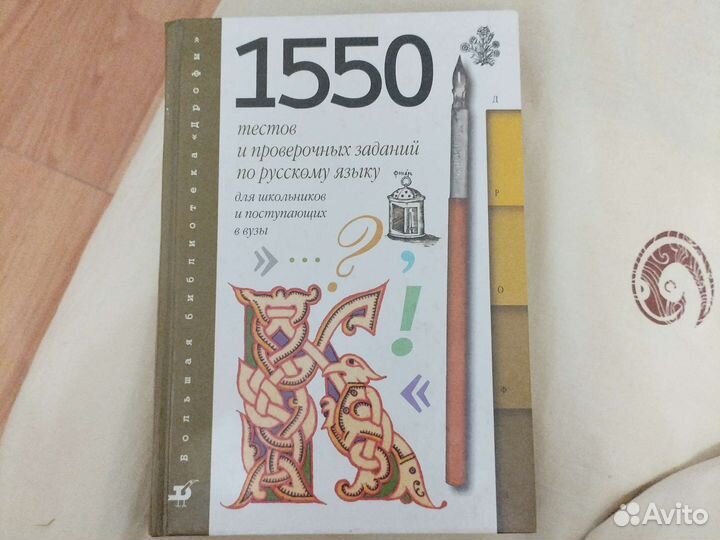 1550
тестов
и проверочных заданий
по русскому языку
для школьников
и поступающих
в вузы
» ... ?
, !
«
Большая библиотека «Дрофы»
Д
Р
О
Ф
Avito